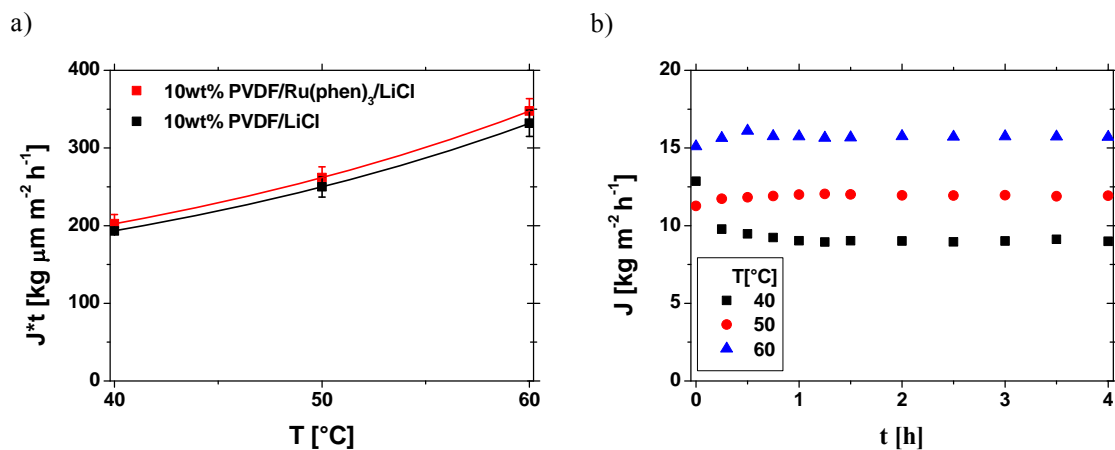 a)
400
300
200
100
0
J*t [kg μm m⁻² h⁻¹]
10wt% PVDF/Ru(phen)₃/LiCl
10wt% PVDF/LiCl
40
50
60
T [°C]
b)
20
15
10
5
0
J [kg m⁻² h⁻¹]
T[°C]
40
50
60
0
1
2
3
4
t [h]